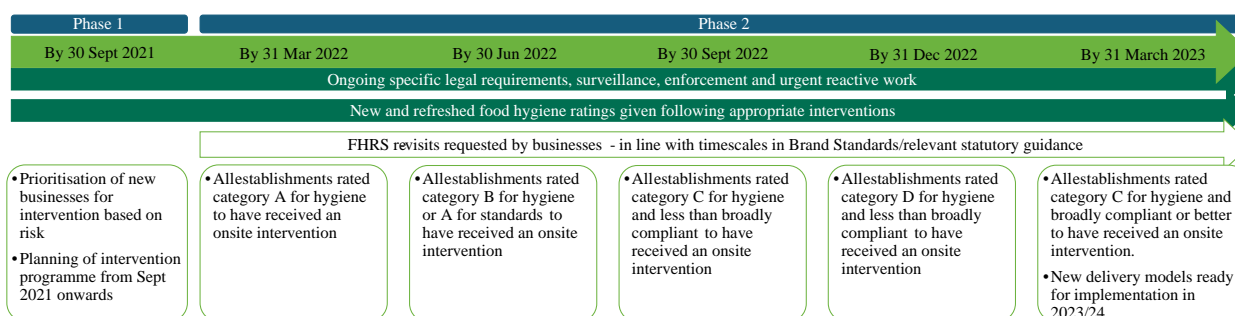 Phase 1
Phase 2
By 30 Sept 2021
By 31 Mar 2022
By 30 Jun 2022
By 30 Sept 2022
By 31 Dec 2022
By 31 March 2023
Ongoing specific legal requirements, surveillance, enforcement and urgent reactive work
New and refreshed food hygiene ratings given following appropriate interventions
FHRS revisits requested by businesses - in line with timescales in Brand Standards/relevant statutory guidance
•Prioritisation of new
businesses for
intervention based on
risk
•Planning of intervention
programme from Sept
2021 onwards
•Allestablishments rated
category A for hygiene
to have received an
onsite intervention
•Allestablishments rated
category B for hygiene
or A for standards to
have received an onsite
intervention
•Allestablishments rated
category C for hygiene
and less than broadly
compliant to have
received an onsite
intervention
•Allestablishments rated
category D for hygiene
and less than broadly
compliant to have
received an onsite
intervention
•Allestablishments rated
category C for hygiene and
broadly compliant or better
to have received an onsite
intervention.
•New delivery models ready
for implementation in
2023/24